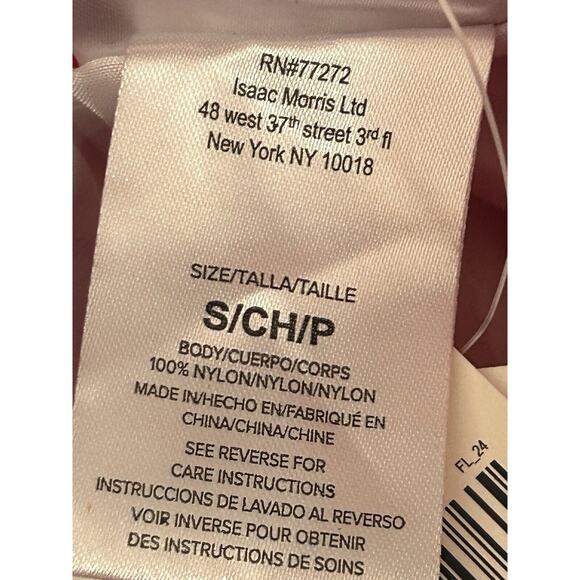 RN#77272
Isaac Morris Ltd
48 west 37th street 3rd fl
New York NY 10018
SIZE/TALLA/TAILLE
S/CH/P
BODY/CUERPO/CORPS
100% NYLON/NYLON/NYLON
MADE IN/HECHO EN/FABRIQUÉ EN
CHINA/CHINA/CHINE
SEE REVERSE FOR
CARE INSTRUCTIONS
INSTRUCCIONS DE LAVADO AL REVERSO
VOIR INVERSE POUR OBTENIR
DES INSTRUCTIONS DE SOINS
FL_24